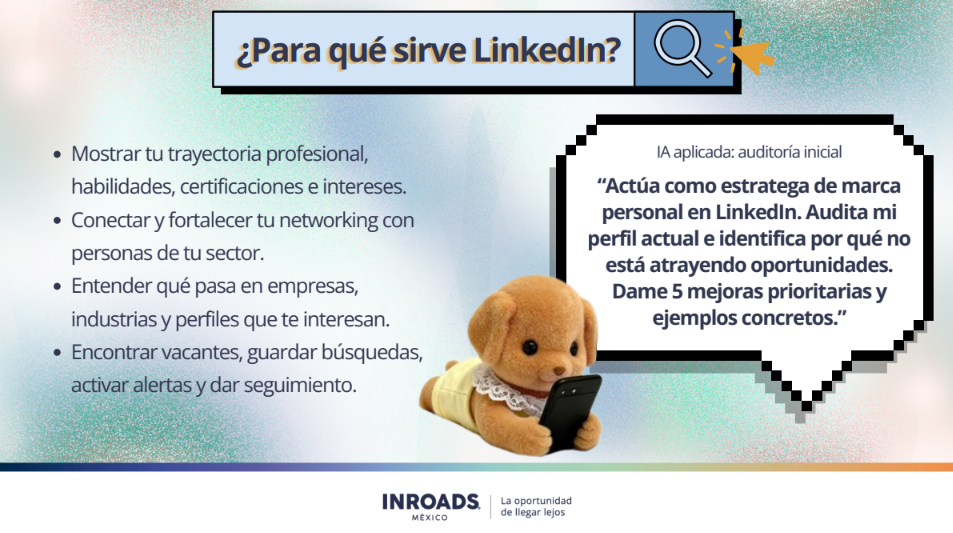 ¿Para qué sirve LinkedIn?
• Mostrar tu trayectoria profesional,
habilidades, certificaciones e intereses.
• Conectar y fortalecer tu networking con
personas de tu sector.
• Entender qué pasa en empresas,
industrias y perfiles que te interesan.
• Encontrar vacantes, guardar búsquedas,
activar alertas y dar seguimiento.
IA aplicada: auditoría inicial
“Actúa como estratega de marca
personal en LinkedIn. Audita mi
perfil actual e identifica por qué no
está atrayendo oportunidades.
Dame 5 mejoras prioritarias y
ejemplos concretos.”
INROADS
MÉXICO
La oportunidad
de llegar lejos